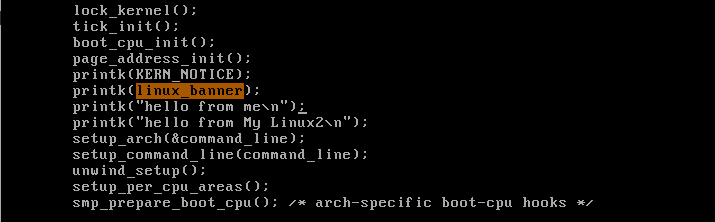 lock_kernel();
tick_init();
boot_cpu_init();
page_address_init();
printk(KERN_NOTICE);
printk(linux_banner);
printk("hello from me\n");
printk("hello from My Linux2\n");
setup_arch(&command_line);
setup_command_line(command_line);
unwind_setup();
setup_per_cpu_areas();
smp_prepare_boot_cpu(); /* arch-specific boot-cpu hooks */